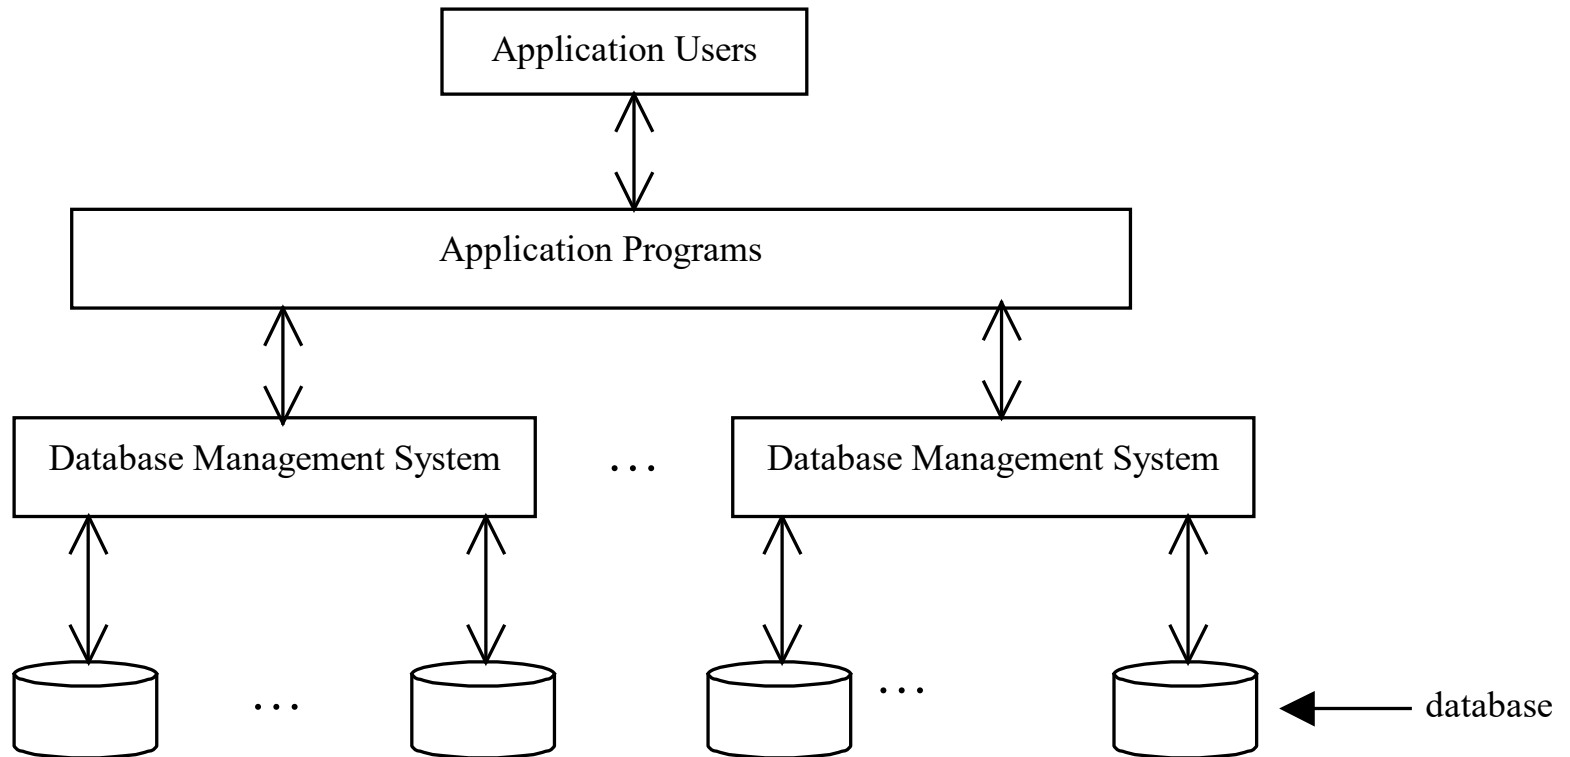 Application Users
Application Programs
Database Management System … Database Management System
… …
database